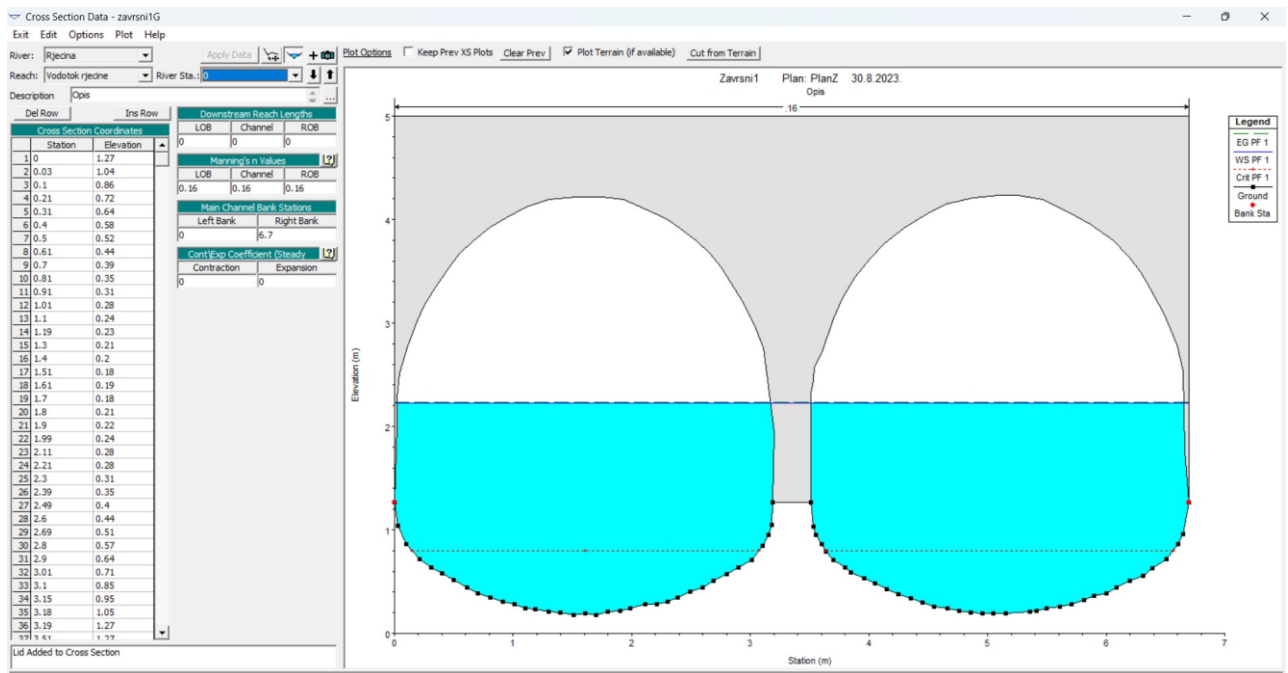 Cross Section Data - zavrsni1G
Exit Edit Options Plot Help
River: Rjecina Apply Data
Reach: Vodotok rjecine River Sta.: 0
Description Opis ...
Del Row Ins Row
Plot Options Keep Prev XS Plots Clear Prev Plot Terrain (if available) Cut from Terrain
Cross Section Coordinates
Station Elevation
1 0 1.27
2 0.03 1.04
3 0.1 0.86
4 0.21 0.72
5 0.31 0.64
6 0.4 0.58
7 0.5 0.52
8 0.61 0.44
9 0.7 0.39
10 0.81 0.35
11 0.91 0.31
12 1.01 0.28
13 1.1 0.24
14 1.19 0.23
15 1.3 0.21
16 1.4 0.2
17 1.51 0.18
18 1.61 0.19
19 1.7 0.18
20 1.8 0.21
21 1.9 0.22
22 1.99 0.24
23 2.11 0.28
24 2.21 0.28
25 2.3 0.31
26 2.39 0.35
27 2.49 0.4
28 2.6 0.44
29 2.69 0.51
30 2.8 0.57
31 2.9 0.64
32 3.01 0.71
33 3.1 0.85
34 3.15 0.95
35 3.18 1.05
36 3.19 1.27
37 3.51 1.27
Lid Added to Cross Section
Downstream Reach Lengths
LOB Channel ROB
0 0 0
Manning's n Values
LOB Channel ROB
0.16 0.16 0.16
Main Channel Bank Stations
Left Bank Right Bank
0 6.7
Cont\Exp Coefficient (Steady
Contraction Expansion
0 0
Zavrsni1 Plan: PlanZ 30.8.2023.
Opis
.16
5
4
3
2
1
0
Elevation (m)
0 1 2 3 4 5 6 7
Station (m)
Legend
EG PF 1
WS PF 1
Crit PF 1
Ground
Bank Sta